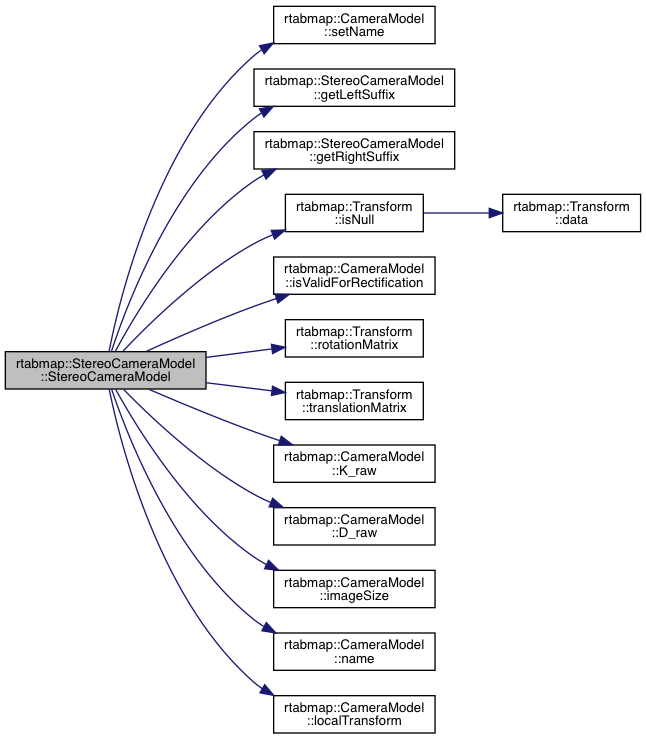 rtabmap::CameraModel
::setName
rtabmap::StereoCameraModel
::getLeftSuffix
rtabmap::StereoCameraModel
::getRightSuffix
rtabmap::Transform
::isNull
rtabmap::Transform
::data
rtabmap::CameraModel
::isValidForRectification
rtabmap::Transform
::rotationMatrix
rtabmap::StereoCameraModel
::StereoCameraModel
rtabmap::Transform
::translationMatrix
rtabmap::CameraModel
::K_raw
rtabmap::CameraModel
::D_raw
rtabmap::CameraModel
::imageSize
rtabmap::CameraModel
::name
rtabmap::CameraModel
::localTransform